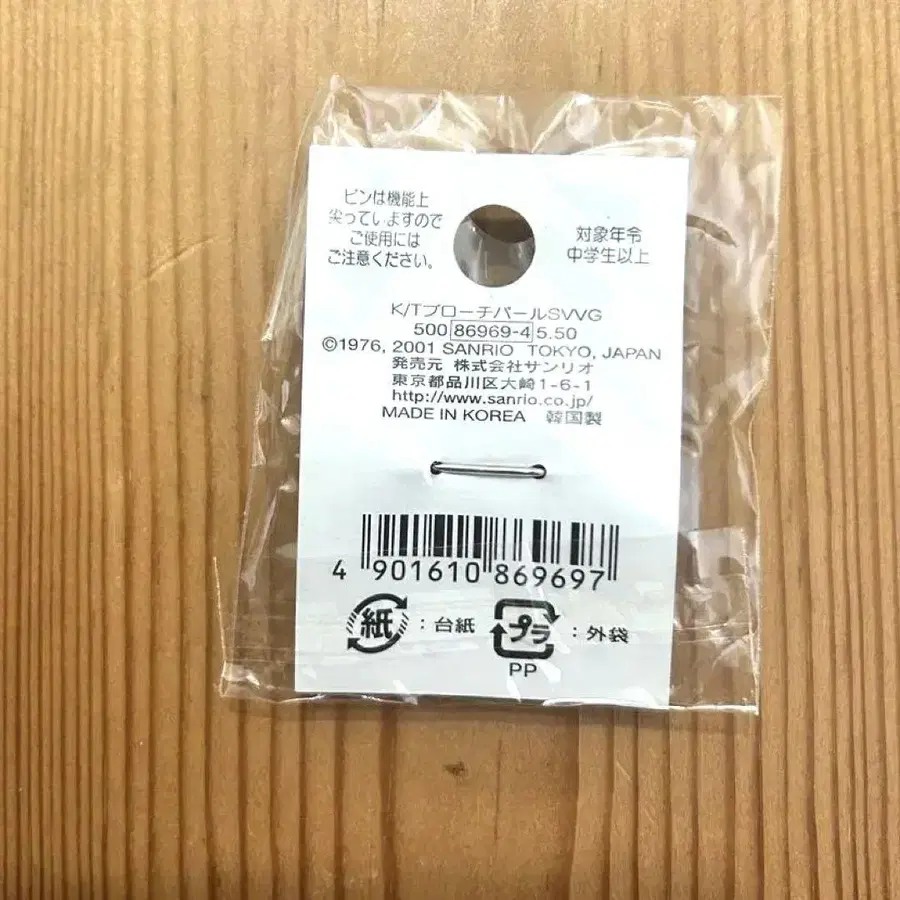 ピンは機能上
尖っていますので
ご使用には
ご注意ください。
対象年令
中学生以上
K/TブローチパールSVVG
500 86969-4 5.50
©1976, 2001 SANRIO TOKYO, JAPAN
発売元 株式会社サンリオ
東京都品川区大崎1-6-1
http://www.sanrio.co.jp/
MADE IN KOREA 韓国製
4 901610 869697
紙 : 台紙
プラ : 外袋
PP